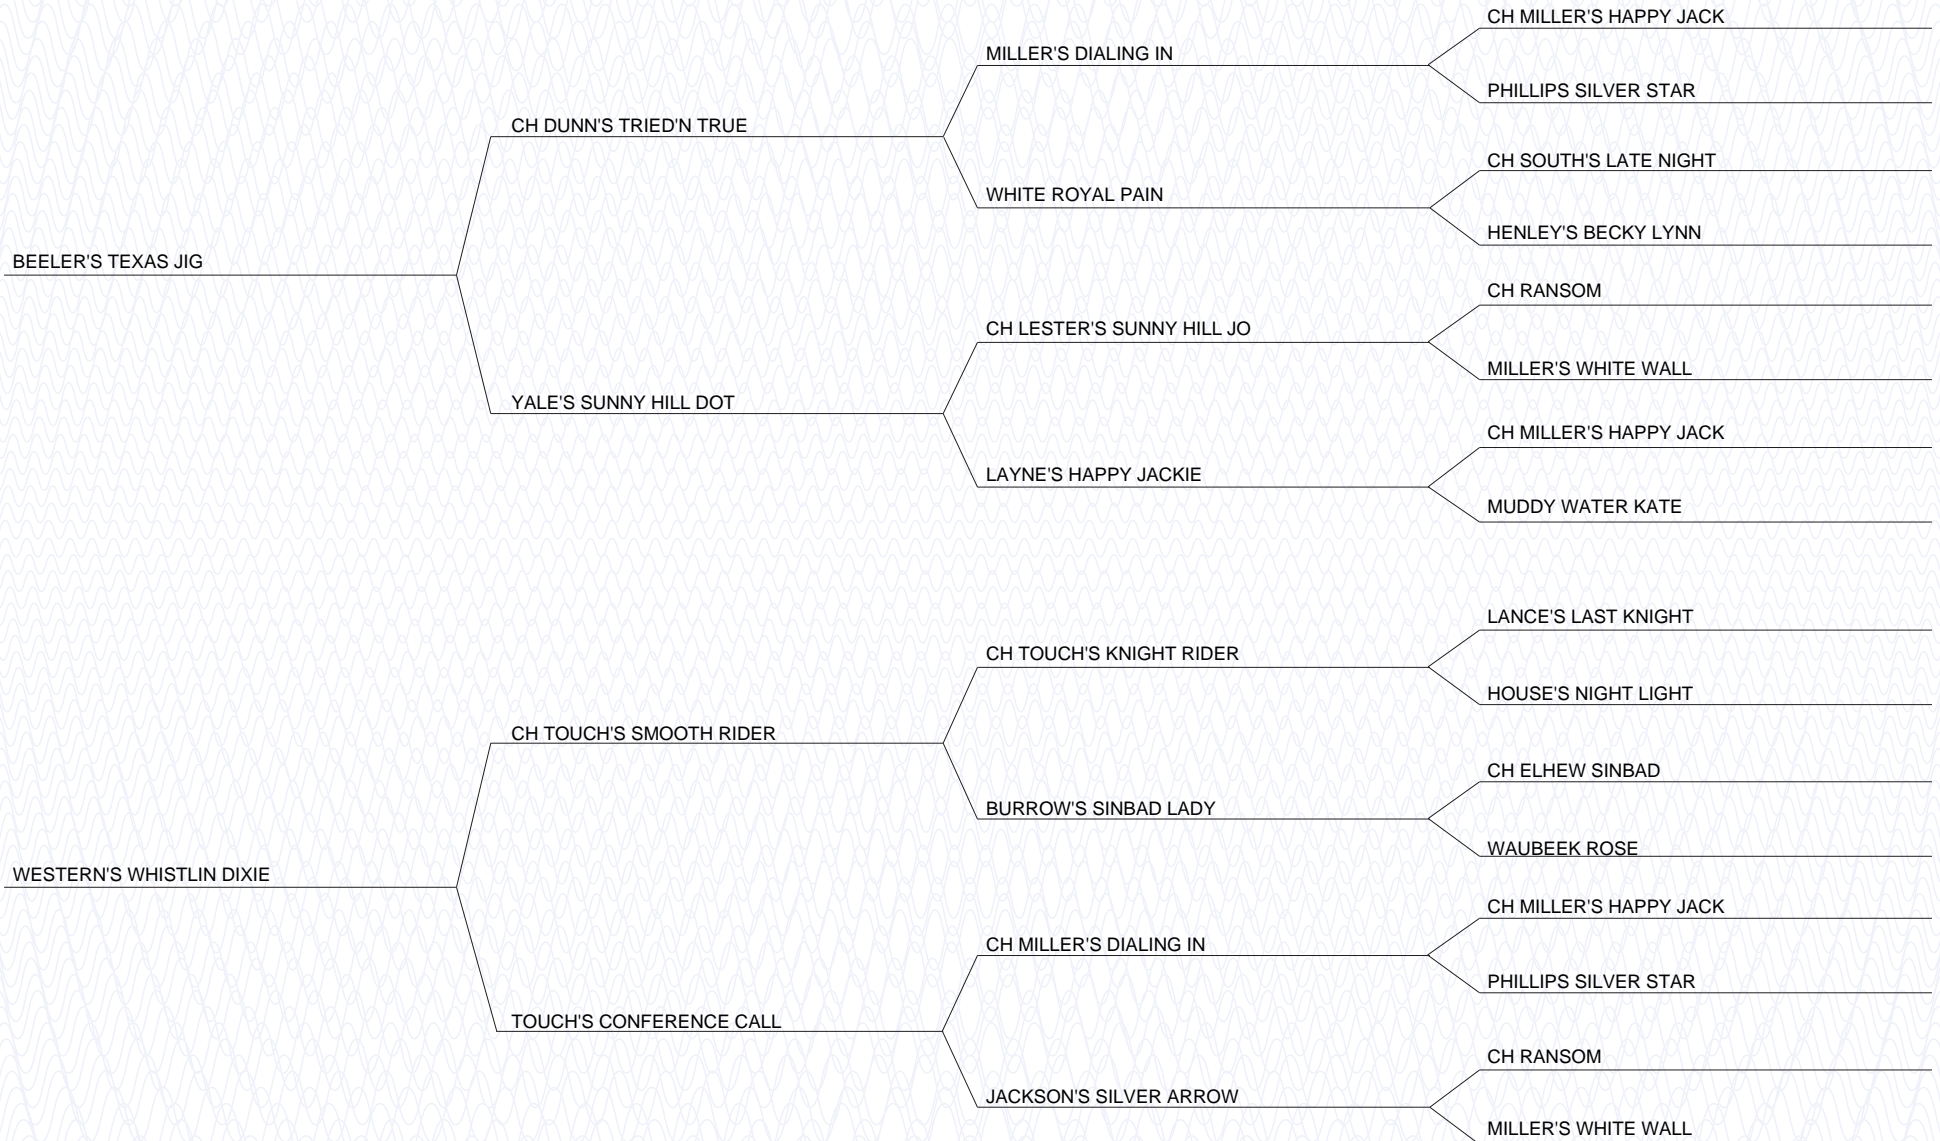 CH MILLER'S HAPPY JACK
MILLER'S DIALING IN
PHILLIPS SILVER STAR
CH DUNN'S TRIED'N TRUE
CH SOUTH'S LATE NIGHT
WHITE ROYAL PAIN
HENLEY'S BECKY LYNN
BEELER'S TEXAS JIG
CH RANSOM
CH LESTER'S SUNNY HILL JO
MILLER'S WHITE WALL
YALE'S SUNNY HILL DOT
CH MILLER'S HAPPY JACK
LAYNE'S HAPPY JACKIE
MUDDY WATER KATE
LANCE'S LAST KNIGHT
CH TOUCH'S KNIGHT RIDER
HOUSE'S NIGHT LIGHT
CH TOUCH'S SMOOTH RIDER
CH ELHEW SINBAD
BURROW'S SINBAD LADY
WAUBEEK ROSE
WESTERN'S WHISTLIN DIXIE
CH MILLER'S HAPPY JACK
CH MILLER'S DIALING IN
PHILLIPS SILVER STAR
TOUCH'S CONFERENCE CALL
CH RANSOM
JACKSON'S SILVER ARROW
MILLER'S WHITE WALL